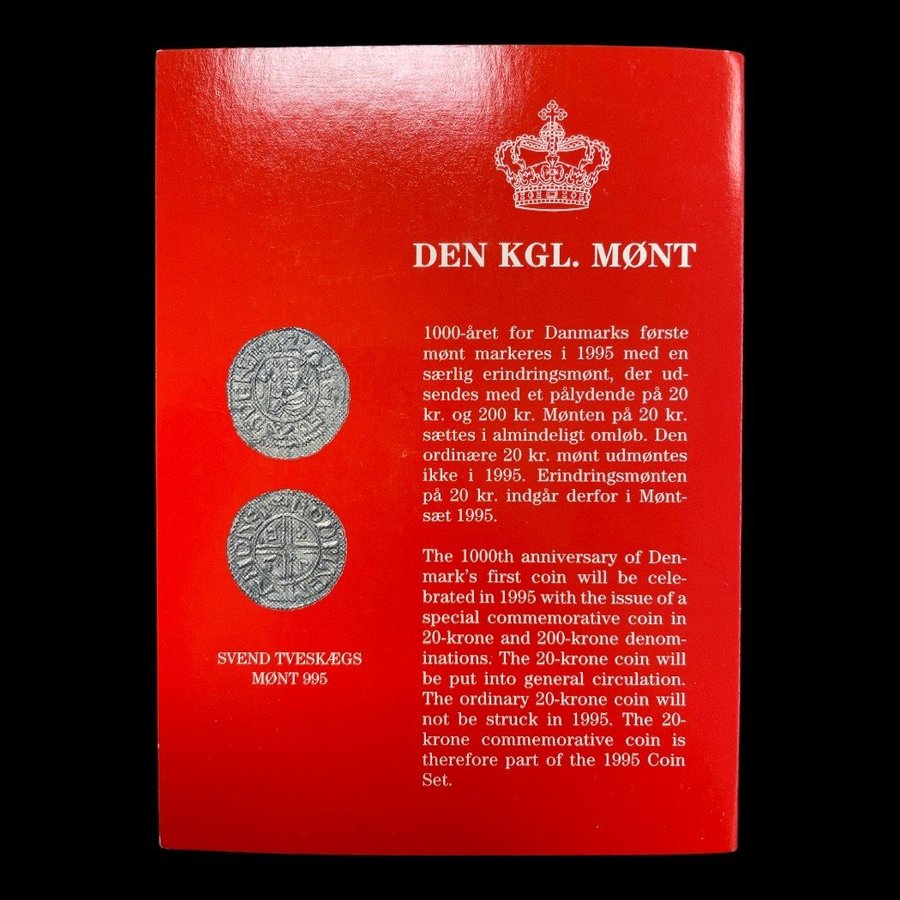 DEN KGL. MØNT
1000-året for Danmarks første
mønt markeres i 1995 med en
særlig erindringsmønt, der ud-
sendes med et pålydende på 20
kr. og 200 kr. Mønten på 20 kr.
sættes i almindeligt omløb. Den
ordinære 20 kr. mønt udmøntes
ikke i 1995. Erindringsmønten
på 20 kr. indgår derfor i Mønt-
sæt 1995.
The 1000th anniversary of Den-
mark's first coin will be cele-
brated in 1995 with the issue of a
special commemorative coin in
20-krone and 200-krone denom-
inations. The 20-krone coin will
be put into general circulation.
The ordinary 20-krone coin will
not be struck in 1995. The 20-
krone commemorative coin is
therefore part of the 1995 Coin
Set.
SVEND TVESKÆGS
MØNT 995